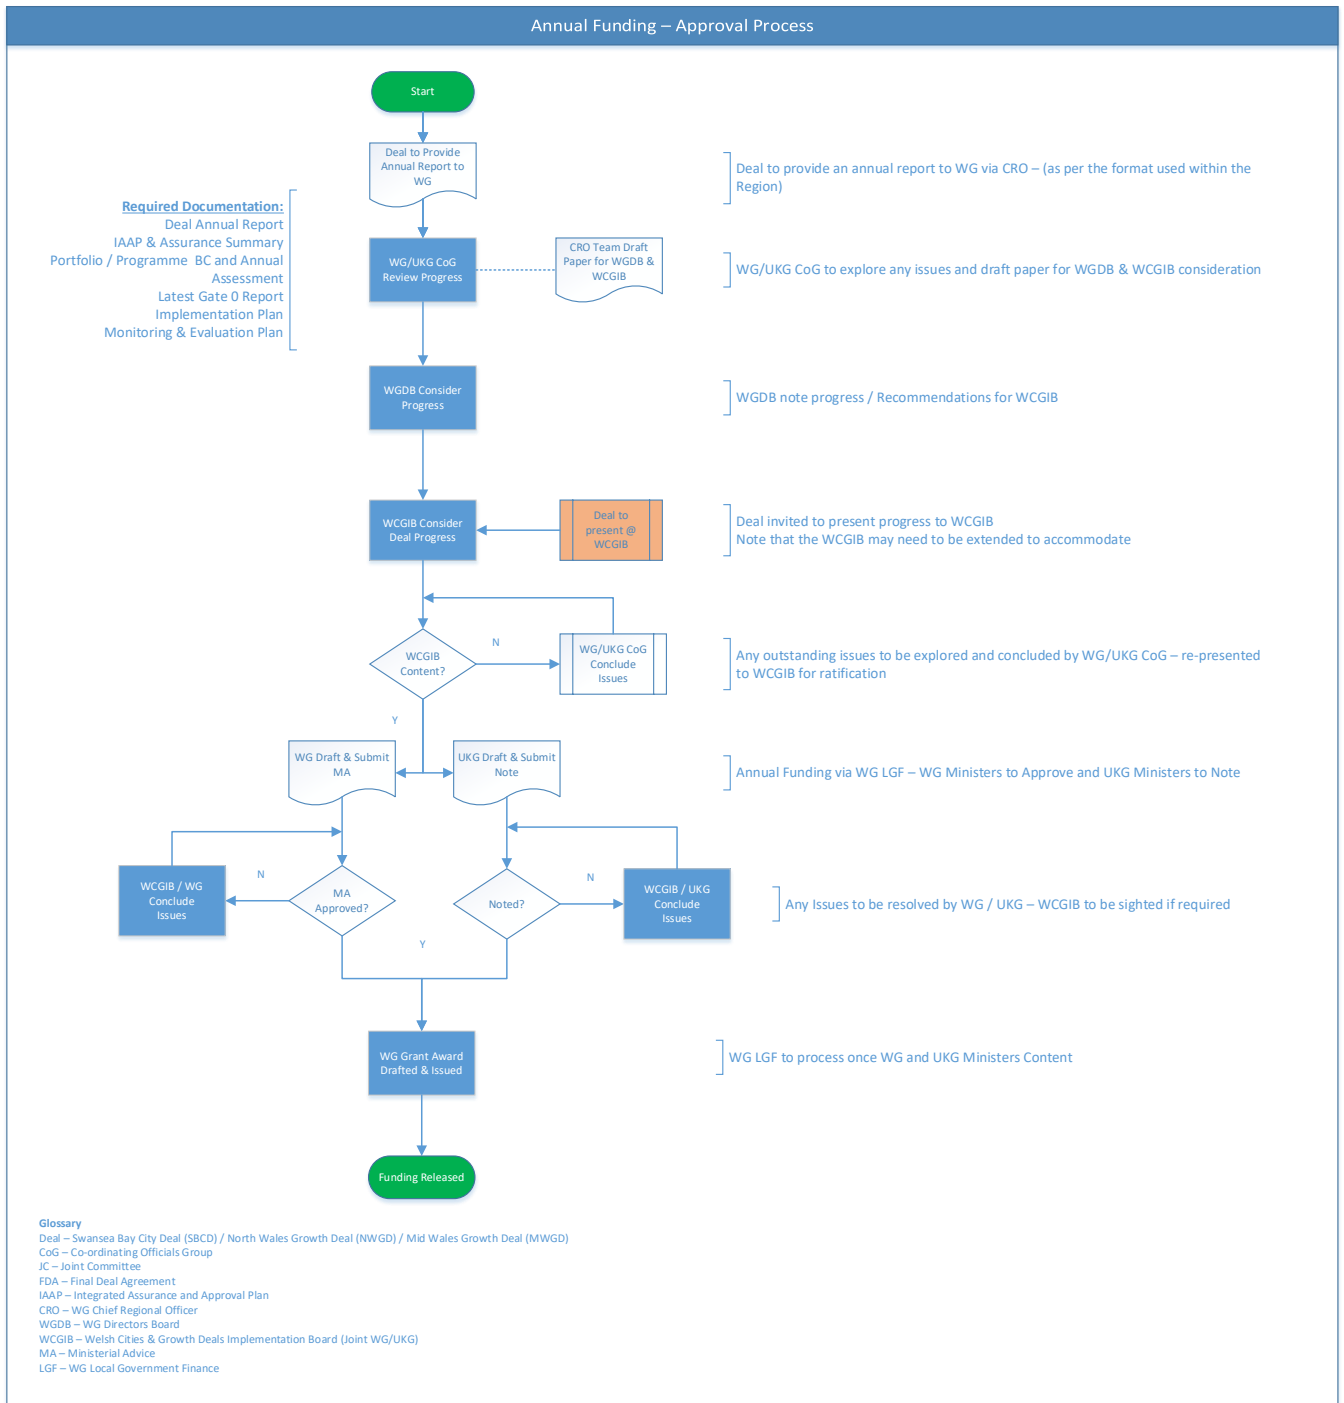 Annual Funding – Approval Process
Start
Deal to Provide
Annual Report to
WG
Deal to provide an annual report to WG via CRO – (as per the format used within the
Region)
Required Documentation:
Deal Annual Report
IAAP & Assurance Summary
Portfolio / Programme  BC and Annual
Assessment
Latest Gate 0 Report
Implementation Plan
Monitoring & Evaluation Plan
WG/UKG CoG
Review Progress
CRO Team Draft
Paper for WGDB &
WCGIB
WG/UKG CoG to explore any issues and draft paper for WGDB & WCGIB consideration
WGDB Consider
Progress
WGDB note progress / Recommendations for WCGIB
WCGIB Consider
Deal Progress
Deal to
present @
WCGIB
Deal invited to present progress to WCGIB
Note that the WCGIB may need to be extended to accommodate
WCGIB
Content?
N
WG/UKG CoG
Conclude
Issues
Any outstanding issues to be explored and concluded by WG/UKG CoG – re-presented
to WCGIB for ratification
Y
WG Draft & Submit
MA
UKG Draft & Submit
Note
Annual Funding via WG LGF – WG Ministers to Approve and UKG Ministers to Note
WCGIB / WG
Conclude
Issues
N
MA
Approved?
Noted?
N
WCGIB / UKG
Conclude
Issues
Any Issues to be resolved by WG / UKG – WCGIB to be sighted if required
Y
WG Grant Award
Drafted & Issued
WG LGF to process once WG and UKG Ministers Content
Funding Released
Glossary
Deal – Swansea Bay City Deal (SBCD) / North Wales Growth Deal (NWGD) / Mid Wales Growth Deal (MWGD)
CoG – Co-ordinating Officials Group
JC – Joint Committee
FDA – Final Deal Agreement
IAAP – Integrated Assurance and Approval Plan
CRO – WG Chief Regional Officer
WGDB – WG Directors Board
WCGIB – Welsh Cities & Growth Deals Implementation Board (Joint WG/UKG)
MA – Ministerial Advice
LGF – WG Local Government Finance